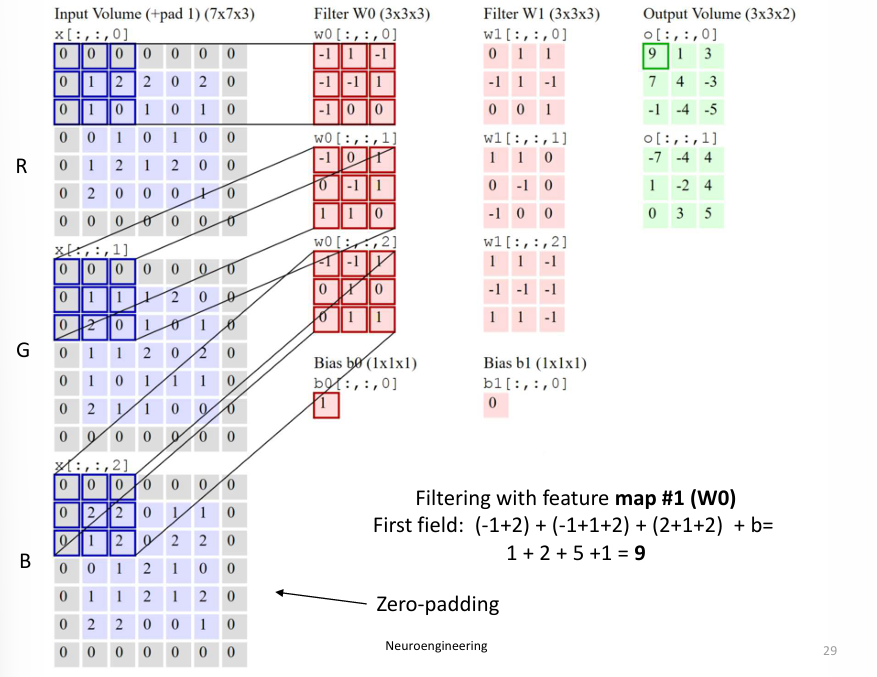 Input Volume (+pad 1) (7x7x3) Filter W0 (3x3x3) Filter W1 (3x3x3) Output Volume (3x3x2)
x[:,:,0] w0[:,:,0] w1[:,:,0] o[:,:,0]
0 0 0 0 0 0 0 -1 1 -1 0 1 1 9 1 3
0 1 2 2 0 2 0 -1 -1 1 -1 1 -1 7 4 -3
0 1 0 1 0 1 0 -1 0 0 0 0 1 -1 -4 -5
0 0 1 0 1 0 0 w0[:,:,1] w1[:,:,1] o[:,:,1]
R 0 1 2 1 2 0 0 -1 0 1 1 1 0 -7 -4 4
0 2 0 0 0 1 0 0 -1 1 0 -1 0 1 -2 4
0 0 0 0 0 0 0 1 1 0 -1 0 0 0 3 5
x[:,:,1] w0[:,:,2] w1[:,:,2]
0 0 0 0 0 0 0 -1 -1 1 1 1 -1
0 1 1 1 2 0 0 0 1 0 -1 -1 -1
0 2 0 1 0 1 0 0 1 1 1 1 -1
G 0 1 1 2 0 2 0
Bias b0 (1x1x1) Bias b1 (1x1x1)
0 1 0 1 1 1 0 b0[:,:,0] b1[:,:,0]
0 2 1 1 0 0 0 1 0
0 0 0 0 0 0 0
x[:,:,2]
0 0 0 0 0 0 0
0 2 2 0 1 1 0
0 1 2 0 2 2 0
B 0 0 1 2 1 0 0
0 1 1 2 1 2 0
0 2 2 0 0 1 0
0 0 0 0 0 0 0
Filtering with feature map #1 (W0)
First field: (-1+2) + (-1+1+2) + (2+1+2) + b=
1 + 2 + 5 +1 = 9
Zero-padding
Neuroengineering
29